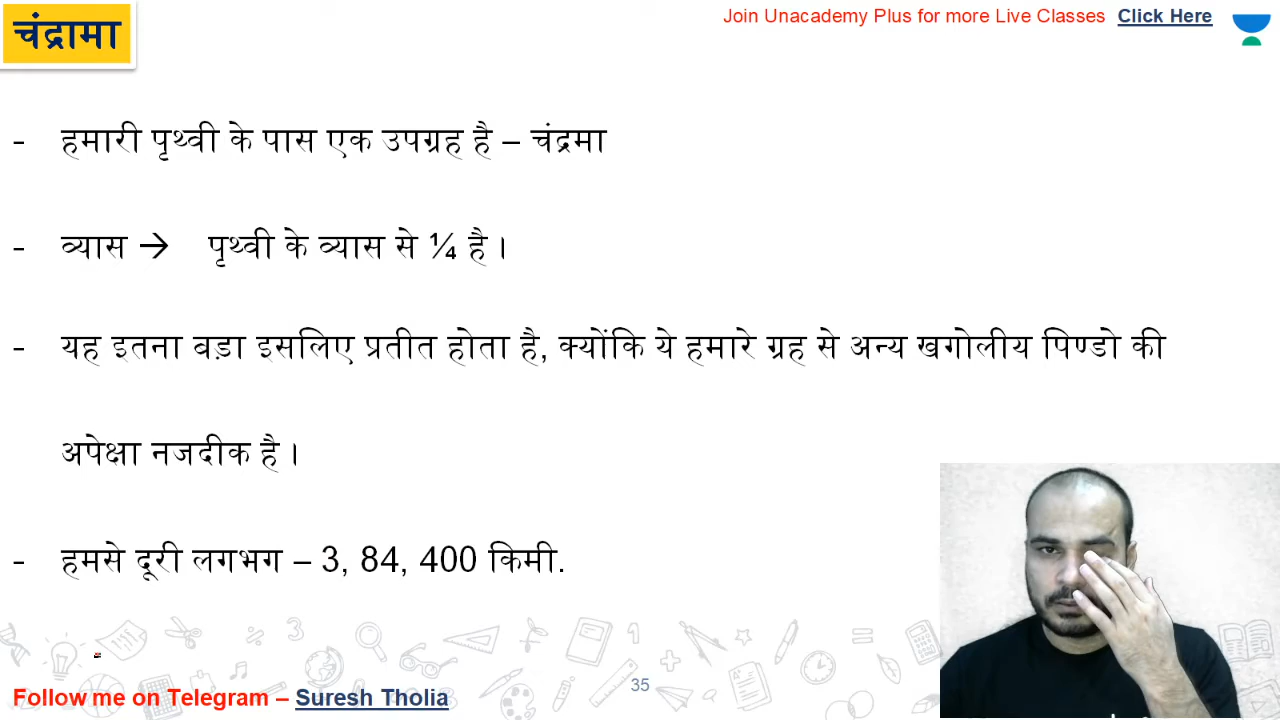 चंद्रामा
Join Unacademy Plus for more Live Classes Click Here
- हमारी पृथ्वी के पास एक उपग्रह है – चंद्रमा
- व्यास → पृथ्वी के व्यास से ¼ है।
- यह इतना बड़ा इसलिए प्रतीत होता है, क्योंकि ये हमारे ग्रह से अन्य खगोलीय पिण्डो की
अपेक्षा नजदीक है।
- हमसे दूरी लगभग – 3, 84, 400 किमी.
35
Follow me on Telegram – Suresh Tholia